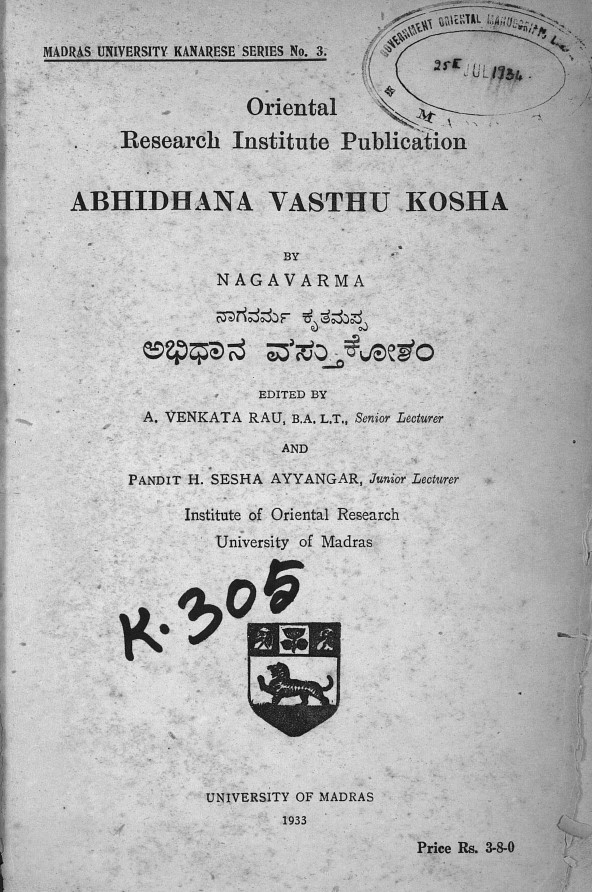 MADRAS UNIVERSITY KANARESE SERIES No. 3.
GOVERNMENT ORIENTAL
25 JUL 1934
Oriental
Research Institute Publication
ABHIDHANA VASTHU KOSHA
BY
NAGAVARMA
ನಾಗವರ್ಮ ಕೃತಮಪ್ಪ
ಅಭಿಧಾನ ವಸ್ತುಕೋಶಂ
EDITED BY
A. VENKATA RAU, B.A. L.T., Senior Lecturer
AND
PANDIT H. SESHA AYYANGAR, Junior Lecturer
Institute of Oriental Research
University of Madras
K. 305
UNIVERSITY OF MADRAS
1933
Price Rs. 3-8-0